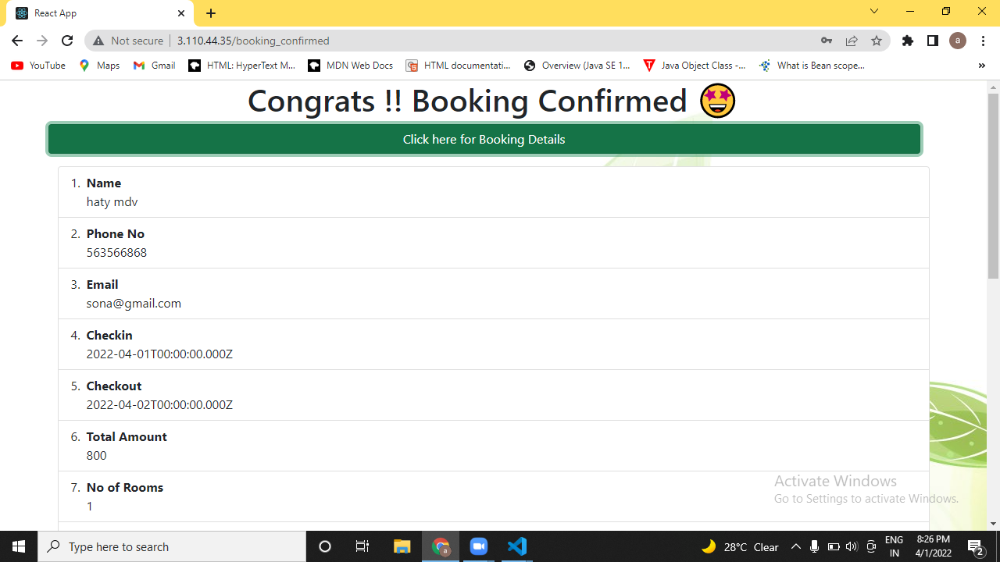 React App
Not secure
3.110.44.35/booking_confirmed
a
YouTube
Maps
Gmail
HTML: HyperText M...
MDN Web Docs
HTML documentati...
Overview (Java SE 1...
Java Object Class -...
What is Bean scope...
»
Congrats !! Booking Confirmed 🤩
Click here for Booking Details
1. Name
haty mdv
2. Phone No
563566868
3. Email
sona@gmail.com
4. Checkin
2022-04-01T00:00:00.000Z
5. Checkout
2022-04-02T00:00:00.000Z
6. Total Amount
800
7. No of Rooms
1
Activate Windows
Go to Settings to activate Windows.
Type here to search
a
28°C Clear
ENG
IN
8:26 PM
4/1/2022
2